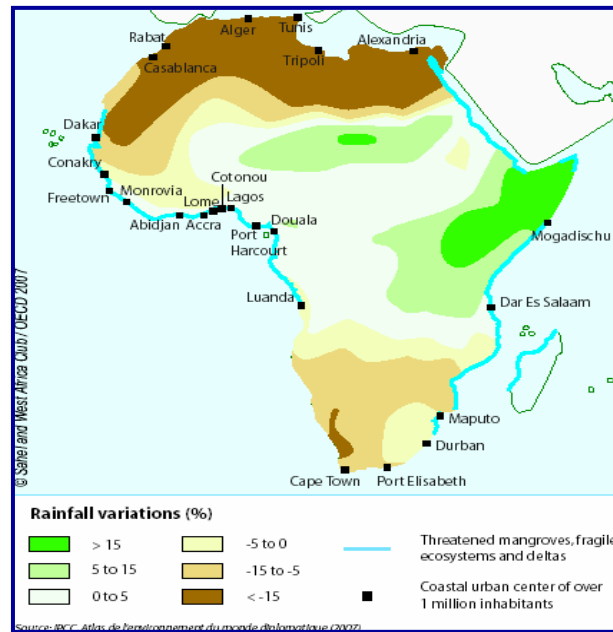 Tunis
Alger
Rabat
Alexandria
Tripoli
Casablanca
Dakar
Conakry
Cotonou
Freetown
Monrovia
Lome
Lagos
Douala
Abidjan
Accra
Port
Harcourt
Mogadischu
Luanda
Dar Es Salaam
Maputo
Durban
Cape Town
Port Elisabeth
© Sahel and West Africa Club / OECD 2007
Rainfall variations (%)
> 15
-5 to 0
Threatened mangroves, fragile
ecosystems and deltas
5 to 15
-15 to -5
0 to 5
< -15
Coastal urban center of over
1 million inhabitants
Source: IPCC, Atlas de l'environnement du monde diplomatique (2007)